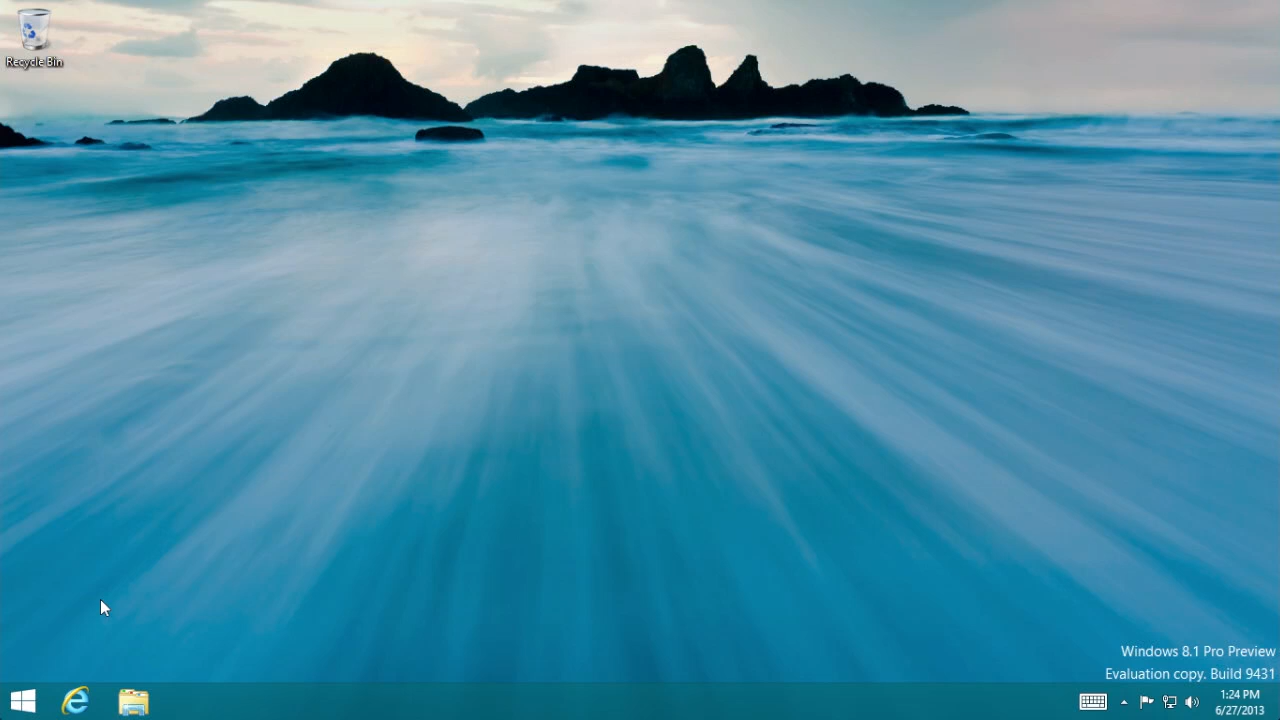 Recycle Bin
Windows 8.1 Pro Preview
Evaluation copy. Build 9431
1:24 PM
6/27/2013